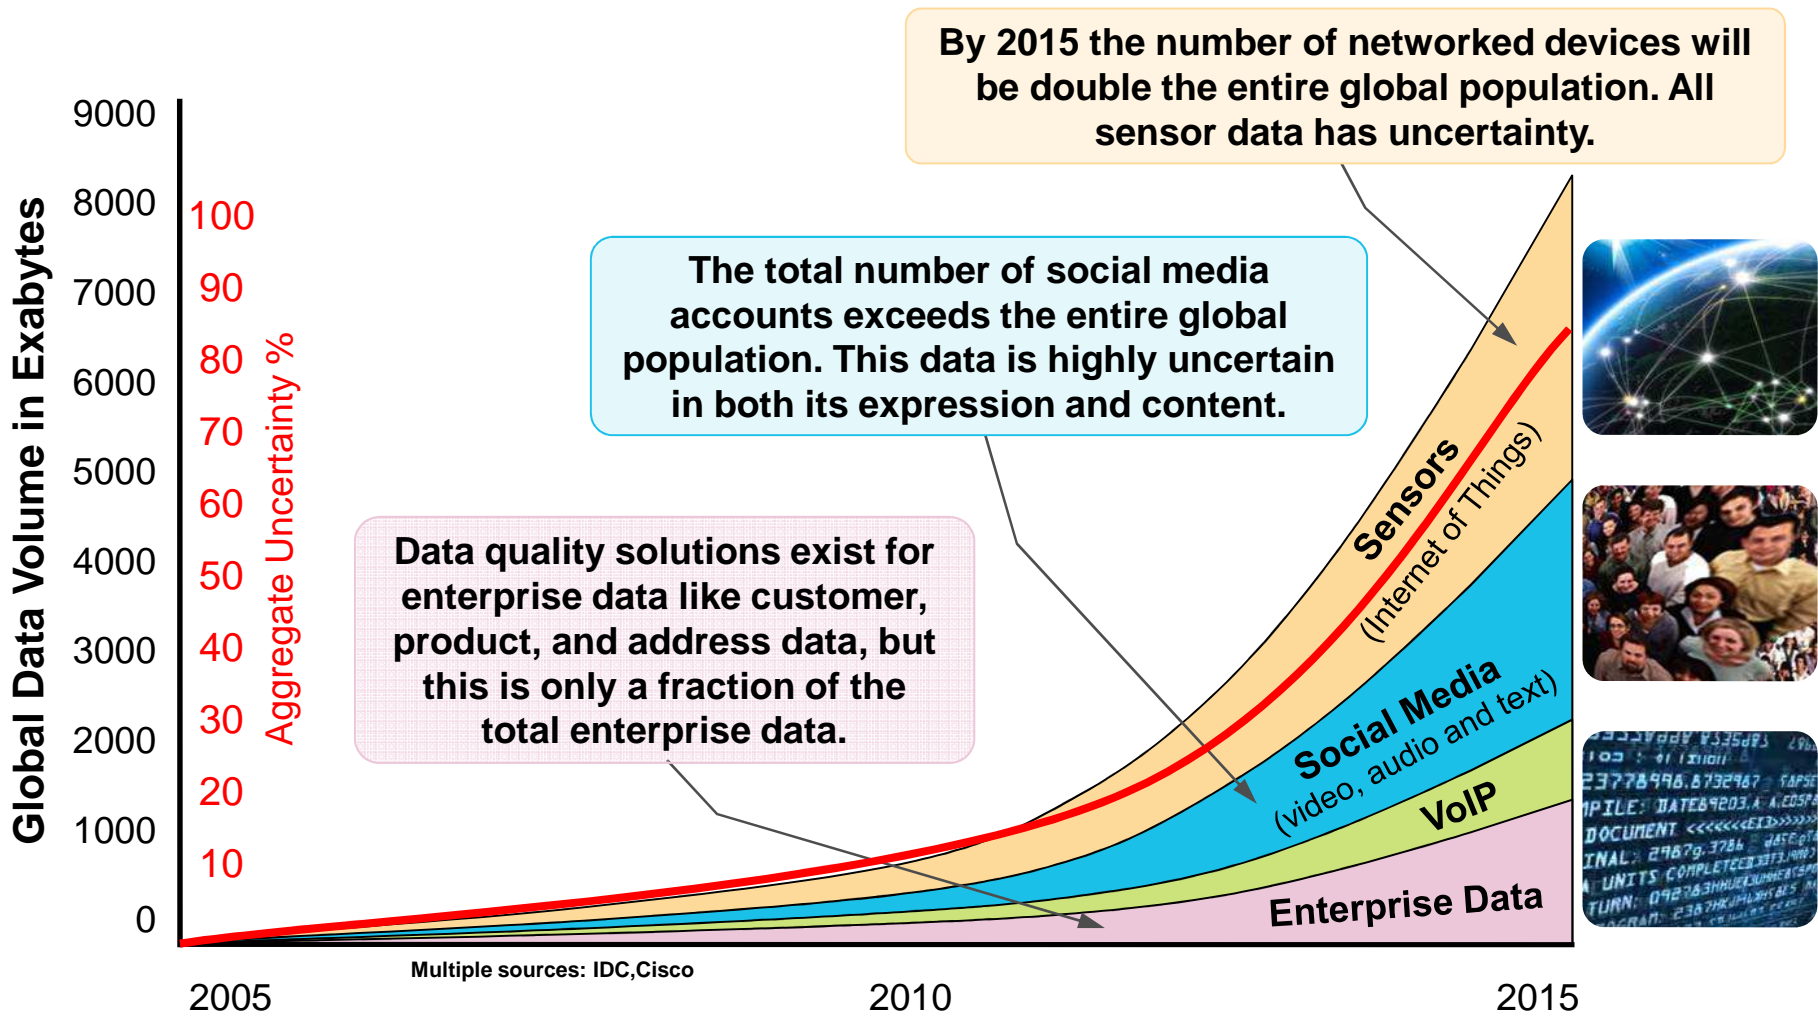 By 2015 the number of networked devices will
be double the entire global population. All
sensor data has uncertainty.
The total number of social media
accounts exceeds the entire global
population. This data is highly uncertain
in both its expression and content.
Data quality solutions exist for
enterprise data like customer,
product, and address data, but
this is only a fraction of the
total enterprise data.
Global Data Volume in Exabytes
9000
8000
7000
6000
5000
4000
3000
2000
1000
0
Aggregate Uncertainty %
100
90
80
70
60
50
40
30
20
10
Sensors
(Internet of Things)
Social Media
(video, audio and text)
VoIP
Enterprise Data
Multiple sources: IDC,Cisco
2005
2010
2015
DOCUMENT